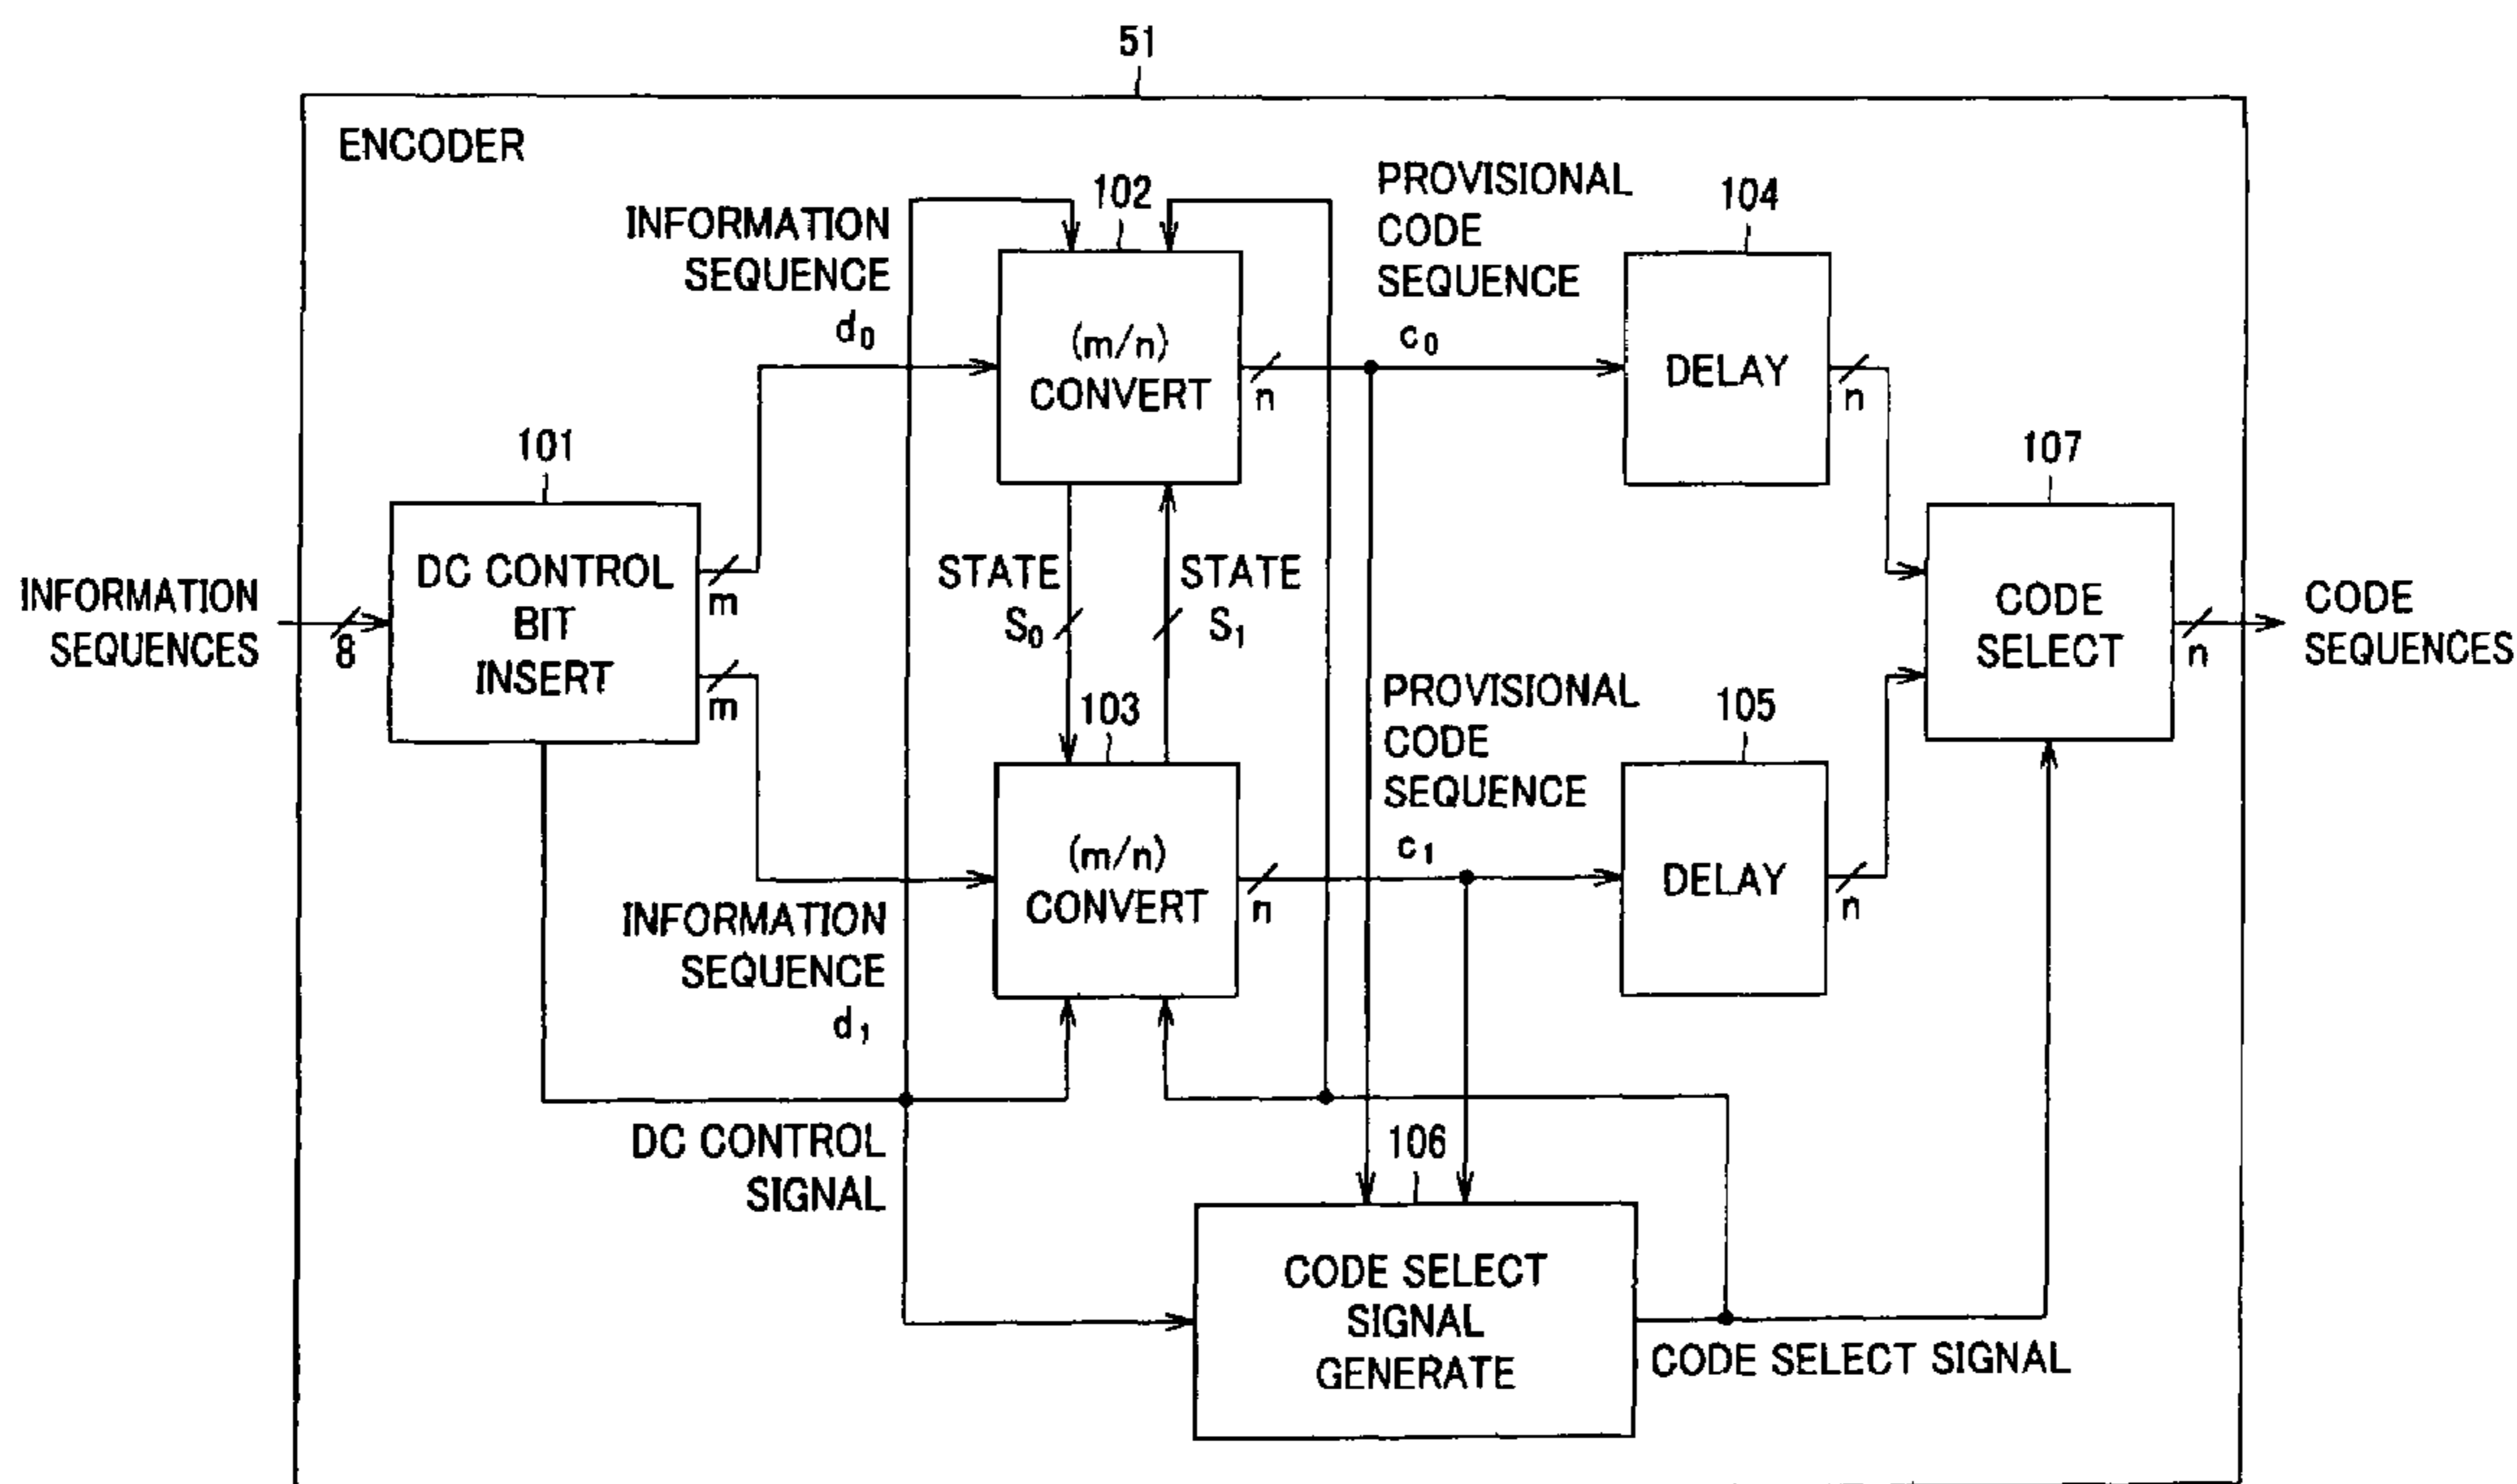 51
ENCODER
INFORMATION
SEQUENCE
d0
102
PROVISIONAL
CODE
SEQUENCE
c0
104
(m/n)
CONVERT
n
DELAY
n
101
107
INFORMATION
SEQUENCES
8
DC CONTROL
BIT
INSERT
m
m
STATE
S0
STATE
S1
CODE
SELECT
n
CODE
SEQUENCES
103
PROVISIONAL
CODE
SEQUENCE
c1
105
(m/n)
CONVERT
n
DELAY
n
INFORMATION
SEQUENCE
d1
DC CONTROL
SIGNAL
106
CODE SELECT
SIGNAL
GENERATE
CODE SELECT SIGNAL